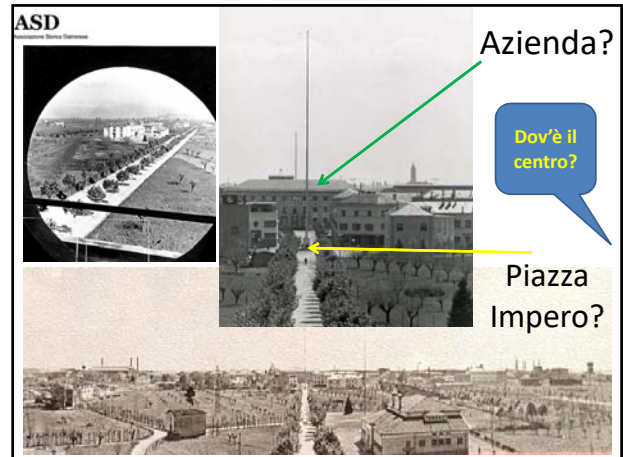 ASD
Associazione Storica Dalminese
Azienda?
Dov'è il
centro?
Piazza
Impero?